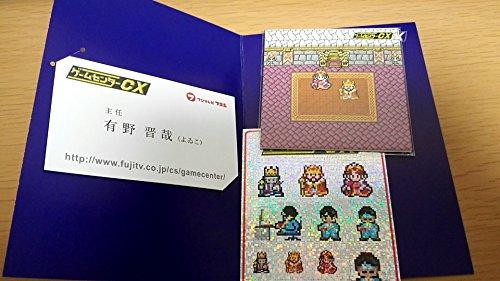 ゲームセンターCX
フジテレビ
主任
有野 晋哉 (よゐこ)
http://www.fujitv.co.jp/cs/gamecenter/
ゲームセンターCX